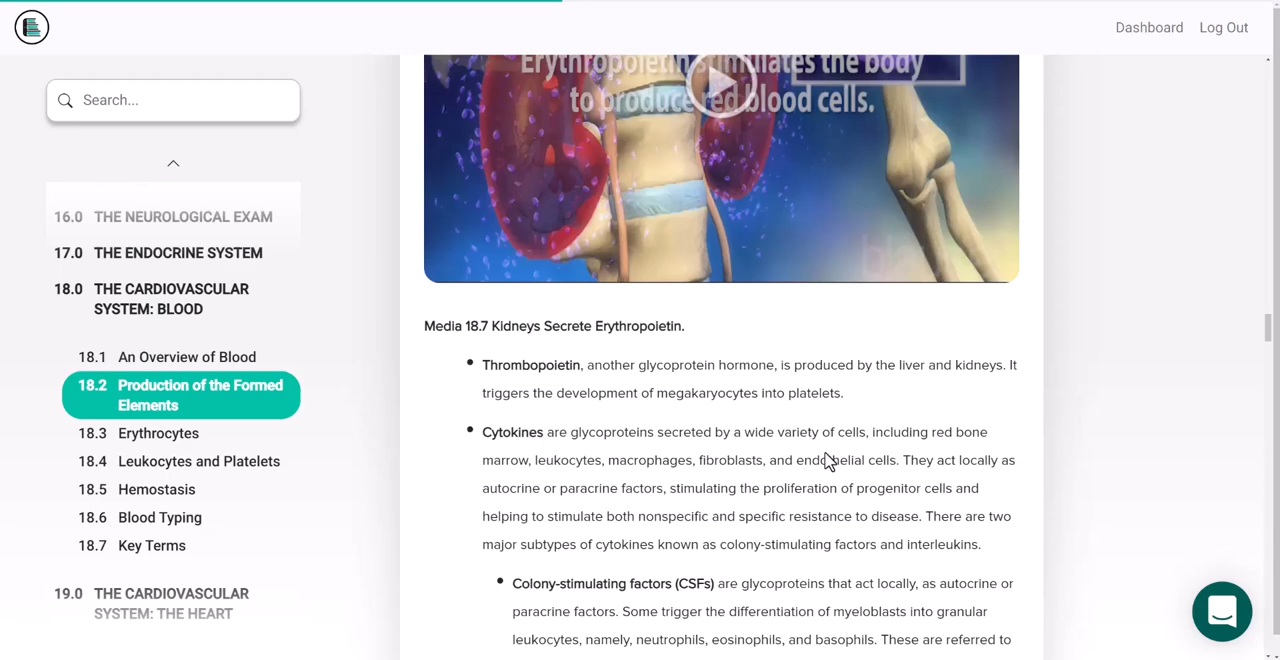 Dashboard Log Out
Search...
16.0 THE NEUROLOGICAL EXAM
17.0 THE ENDOCRINE SYSTEM
18.0 THE CARDIOVASCULAR
SYSTEM: BLOOD
18.1 An Overview of Blood
18.2 Production of the Formed
Elements
18.3 Erythrocytes
18.4 Leukocytes and Platelets
18.5 Hemostasis
18.6 Blood Typing
18.7 Key Terms
19.0 THE CARDIOVASCULAR
SYSTEM: THE HEART
Erythropoietin stimulates the body
to produce red blood cells.
Media 18.7 Kidneys Secrete Erythropoietin.
• Thrombopoietin, another glycoprotein hormone, is produced by the liver and kidneys. It
triggers the development of megakaryocytes into platelets.
• Cytokines are glycoproteins secreted by a wide variety of cells, including red bone
marrow, leukocytes, macrophages, fibroblasts, and endothelial cells. They act locally as
autocrine or paracrine factors, stimulating the proliferation of progenitor cells and
helping to stimulate both nonspecific and specific resistance to disease. There are two
major subtypes of cytokines known as colony-stimulating factors and interleukins.
• Colony-stimulating factors (CSFs) are glycoproteins that act locally, as autocrine or
paracrine factors. Some trigger the differentiation of myeloblasts into granular
leukocytes, namely, neutrophils, eosinophils, and basophils. These are referred to